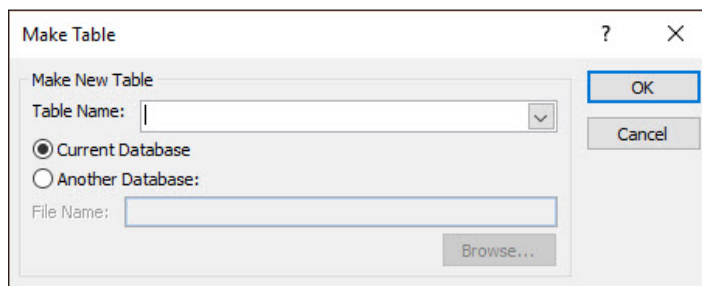 Make Table ?
Make New Table
OK
Table Name:
Cancel
Current Database
Another Database:
File Name:
Browse...